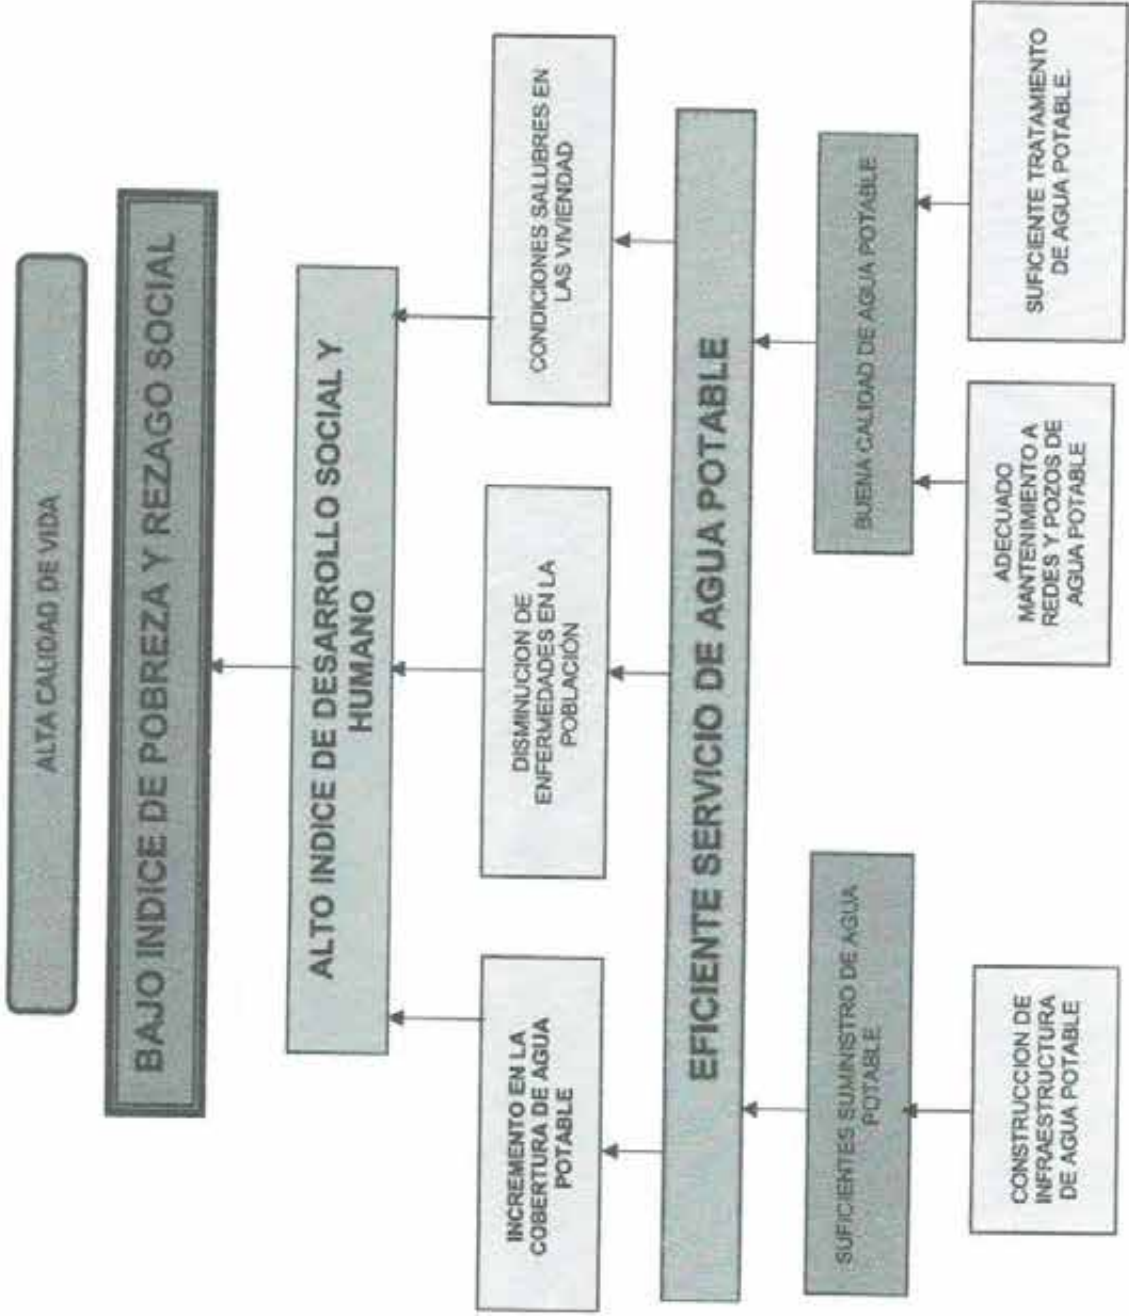 ALTA CALIDAD DE VIDA
BAJO INDICE DE POBREZA Y REZAGO SOCIAL
ALTO INDICE DE DESARROLLO SOCIAL Y
HUMANO
INCREMENTO EN LA
COBERTURA DE AGUA
POTABLE
DISMINUCION DE
ENFERMEDADES EN LA
POBLACIÓN
CONDICIONES SALUBRES EN
LAS VIVIENDAD
EFICIENTE SERVICIO DE AGUA POTABLE
SUFICIENTES SUMINISTRO DE AGUA
POTABLE
BUENA CALIDAD DE AGUA POTABLE
CONSTRUCCION DE
INFRAESTRUCTURA
DE AGUA POTABLE
ADECUADO
MANTENIMIENTO A
REDES Y POZOS DE
AGUA POTABLE
SUFICIENTE TRATAMIENTO
DE AGUA POTABLE.